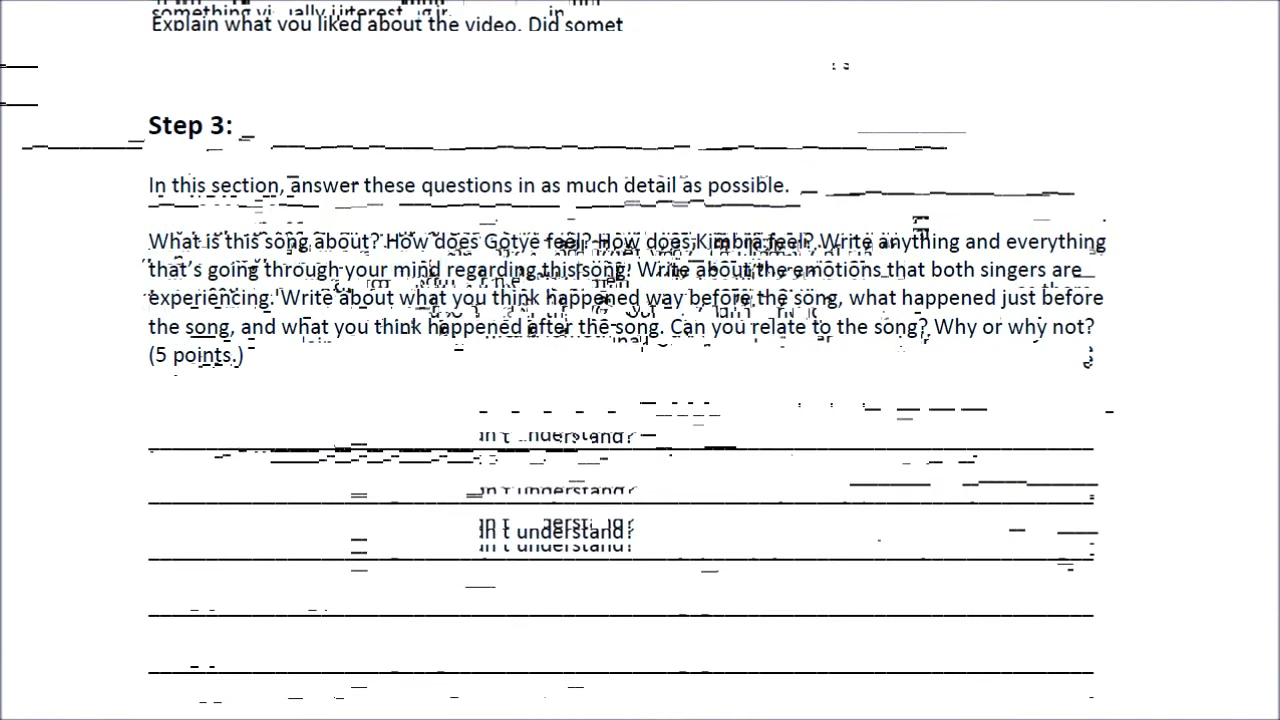 something
Explain what you liked about the video. Did somet
Step 3:
In this section, answer these questions in as much detail as possible.
What is this song about? How does Gotye feel? How does Kimbra feel? Write anything and everything
that's going through your mind regarding this song! Write about the emotions that both singers are
experiencing. Write about what you think happened way before the song, what happened just before
the song, and what you think happened after the song. Can you relate to the song? Why or why not?
(5 points.)
understand?
understand?
understand?
understand?